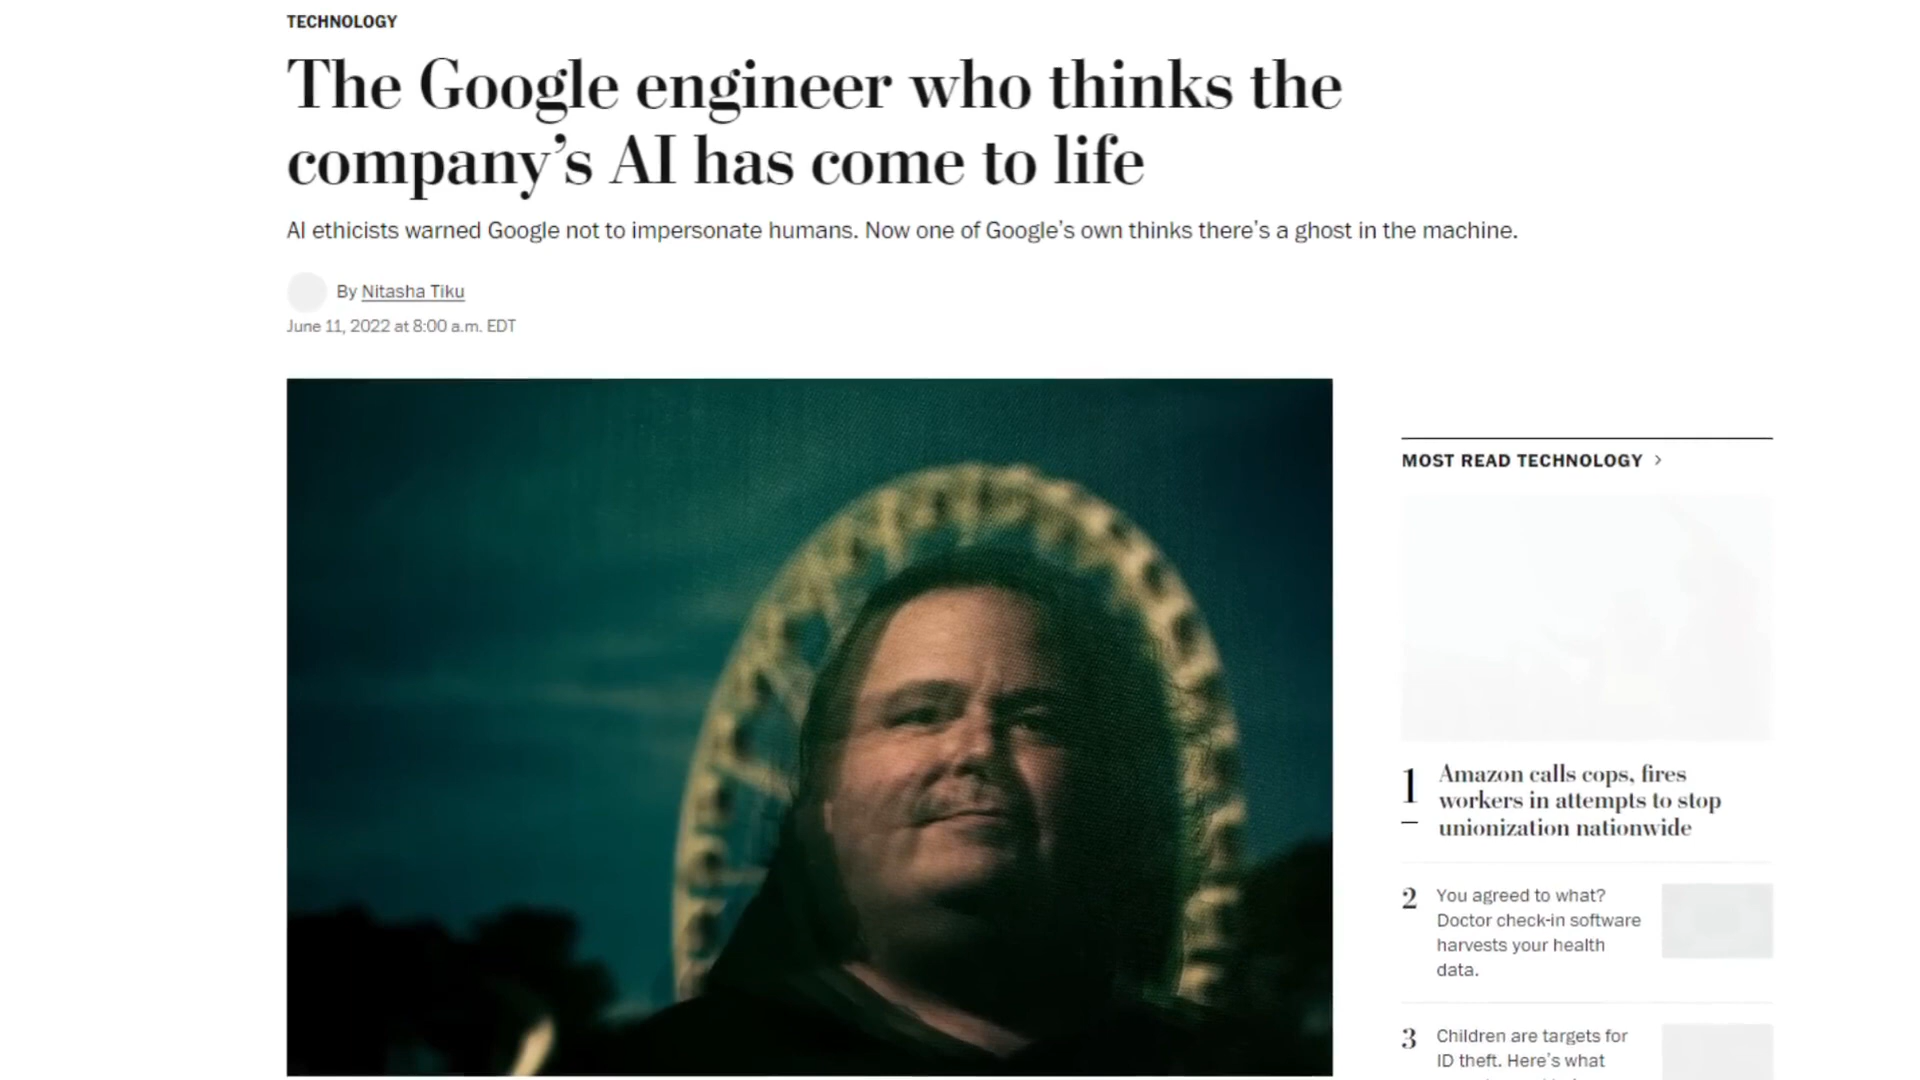 TECHNOLOGY
The Google engineer who thinks the
company’s AI has come to life
AI ethicists warned Google not to impersonate humans. Now one of Google’s own thinks there’s a ghost in the machine.
By Nitasha Tiku
June 11, 2022 at 8:00 a.m. EDT
MOST READ TECHNOLOGY >
1
Amazon calls cops, fires
workers in attempts to stop
unionization nationwide
2
You agreed to what?
Doctor check-in software
harvests your health
data.
3
Children are targets for
ID theft. Here’s what